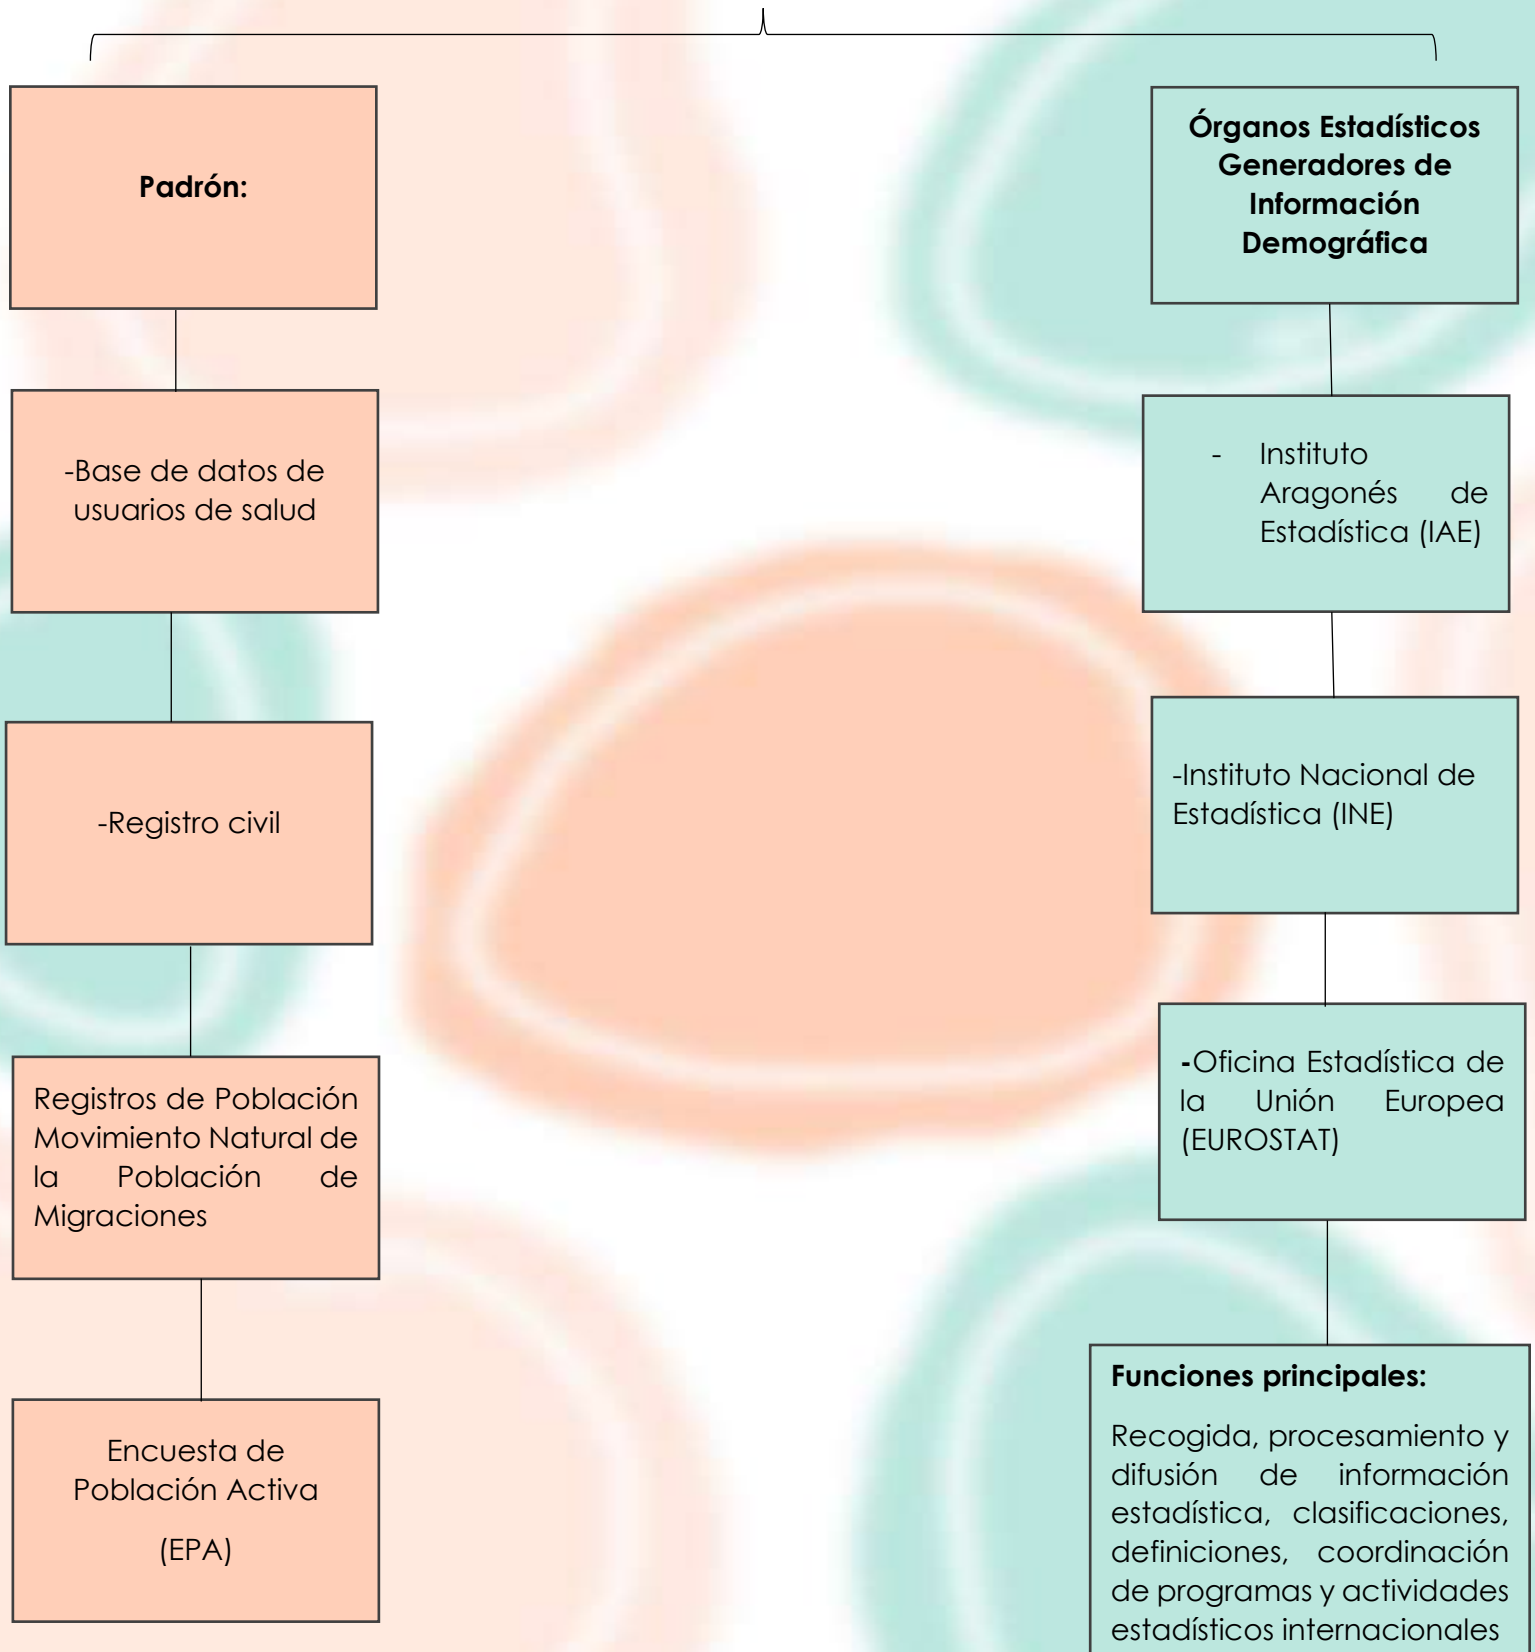 Padrón:
-Base de datos de
usuarios de salud
-Registro civil
Registros de Población
Movimiento Natural de
la Población de
Migraciones
Encuesta de
Población Activa
(EPA)
Órganos Estadísticos
Generadores de
Información
Demográfica
- Instituto
Aragonés de
Estadística (IAE)
-Instituto Nacional de
Estadística (INE)
-Oficina Estadística de
la Unión Europea
(EUROSTAT)
Funciones principales:
Recogida, procesamiento y
difusión de información
estadística, clasificaciones,
definiciones, coordinación
de programas y actividades
estadísticos internacionales